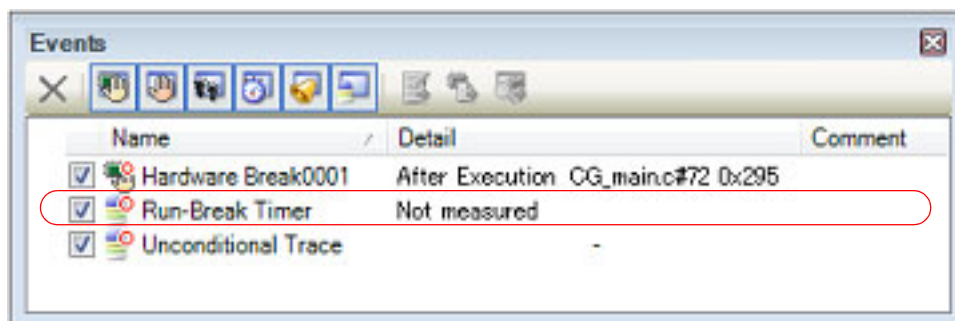 Events
Name Detail Comment
Hardware Break0001 After Execution CG_main.c#72 0x295
Run-Break Timer Not measured
Unconditional Trace -